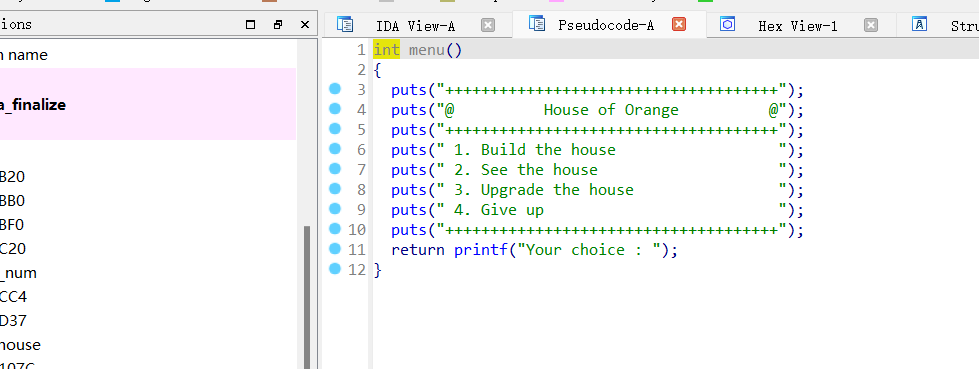 ions
IDA View-A
Pseudocode-A
Hex View-1
Stru
n name
a_finalize
B20
BB0
BF0
C20
_num
CC4
D37
house
107C
1 int menu()
2 {
3 puts("+++++++++++++++++++++++++++++++++++++");
4 puts("@          House of Orange          @");
5 puts("+++++++++++++++++++++++++++++++++++++");
6 puts(" 1. Build the house                  ");
7 puts(" 2. See the house                    ");
8 puts(" 3. Upgrade the house                ");
9 puts(" 4. Give up                          ");
10 puts("+++++++++++++++++++++++++++++++++++++");
11 return printf("Your choice : ");
12 }